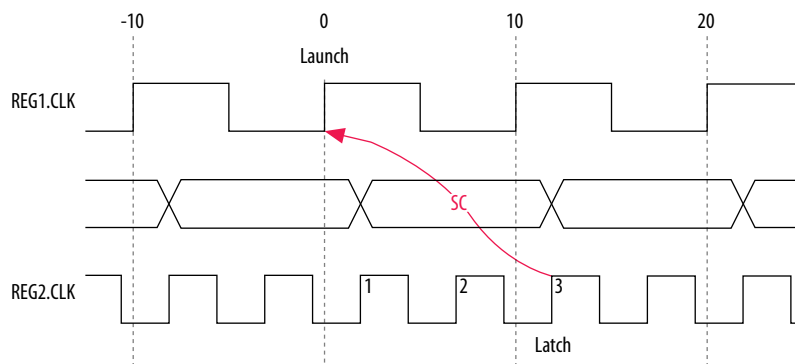 -10 0 10 20
Launch
REG1.CLK
SC
REG2.CLK 1 2 3
Latch